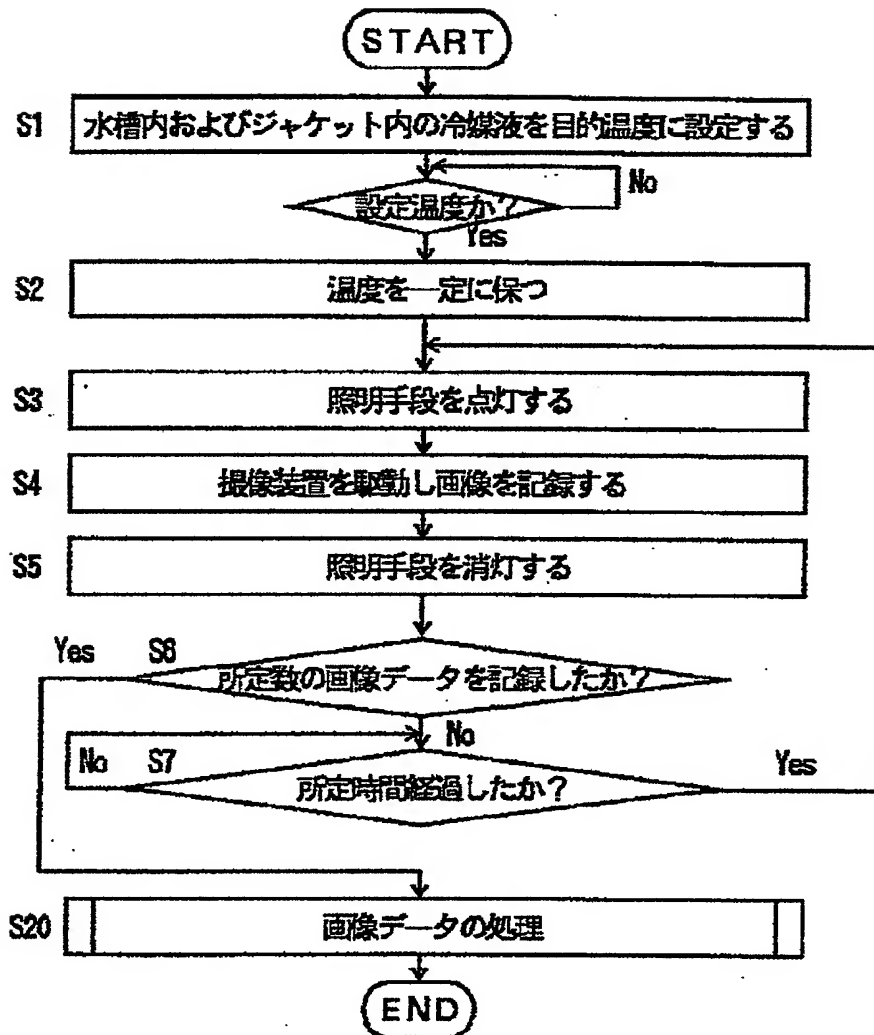 START
S1 水槽内およびジャケット内の冷媒液を目的温度に設定する
No
設定温度か?
Yes
S2 温度を一定に保つ
S3 照明手段を点灯する
S4 撮像装置を駆動し画像を記録する
S5 照明手段を消灯する
Yes S6
所定数の画像データを記録したか?
No
No S7 Yes
所定時間経過したか?
S20 画像データの処理
END